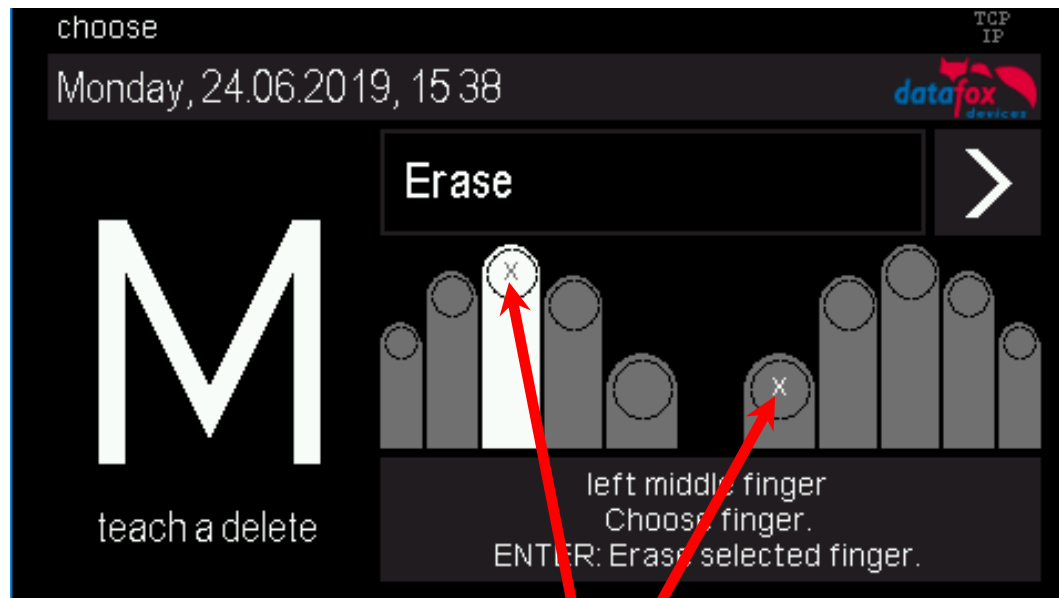 choose
TCP
IP
Monday, 24.06.2019, 15 38
datafox
devices
Erase
M
X
X
teach a delete
left middle finger
Choose finger.
ENTER: Erase selected finger.